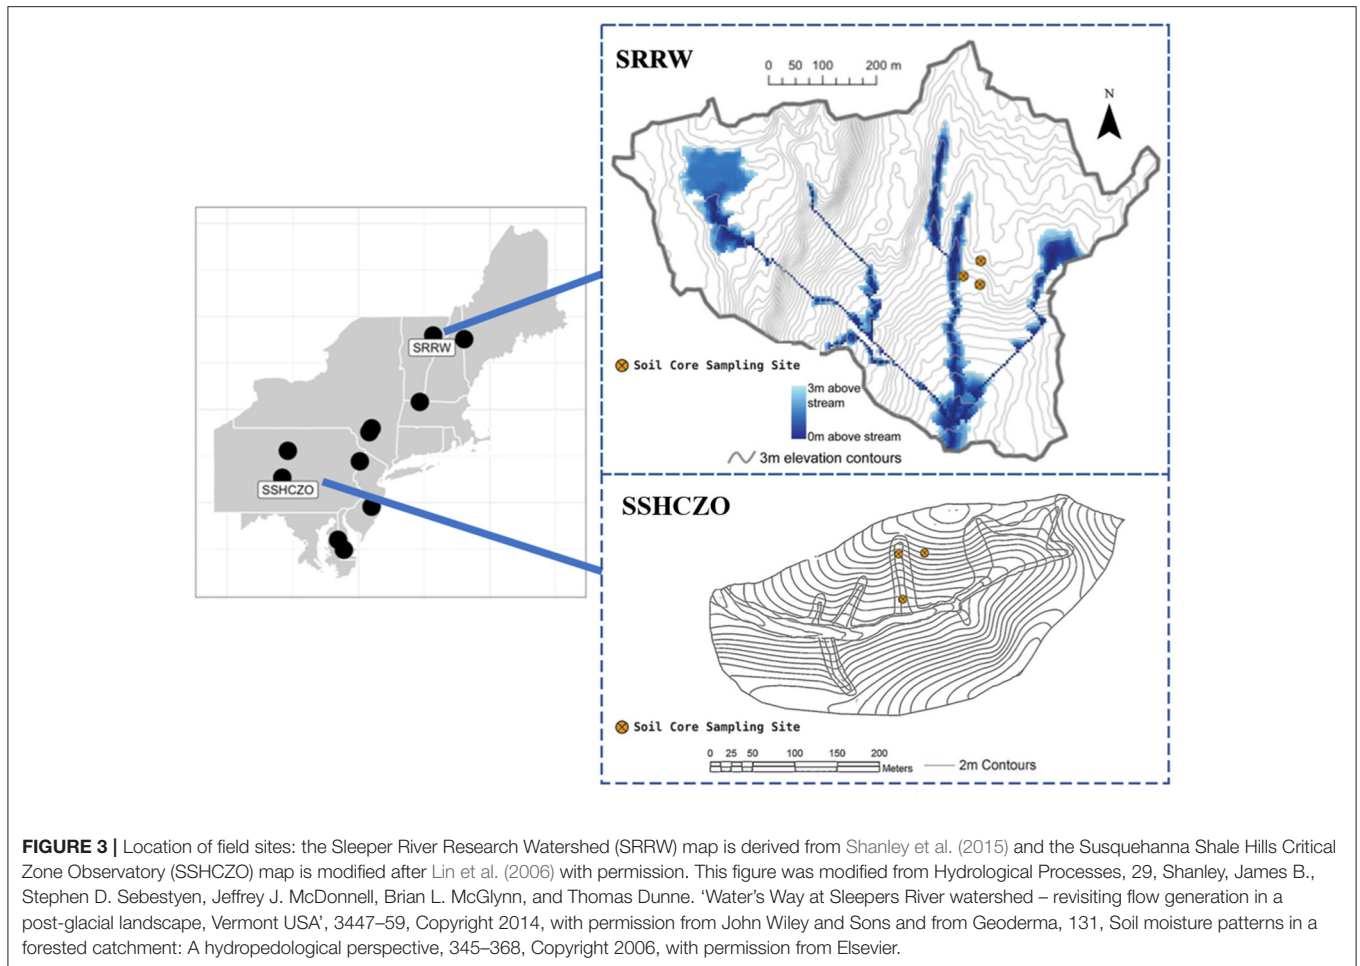 SRRW
0 50 100 200 m
N
SRRW
SSHCZO
Soil Core Sampling Site
3m above
stream
0m above stream
3m elevation contours
SSHCZO
Soil Core Sampling Site
0 25 50 100 150 200
Meters
2m Contours
FIGURE 3 | Location of field sites: the Sleeper River Research Watershed (SRRW) map is derived from Shanley et al. (2015) and the Susquehanna Shale Hills Critical
Zone Observatory (SSHCZO) map is modified after Lin et al. (2006) with permission. This figure was modified from Hydrological Processes, 29, Shanley, James B.,
Stephen D. Sebestyen, Jeffrey J. McDonnell, Brian L. McGlynn, and Thomas Dunne. ‘Water’s Way at Sleepers River watershed – revisiting flow generation in a
post-glacial landscape, Vermont USA’, 3447–59, Copyright 2014, with permission from John Wiley and Sons and from Geoderma, 131, Soil moisture patterns in a
forested catchment: A hydropedological perspective, 345–368, Copyright 2006, with permission from Elsevier.